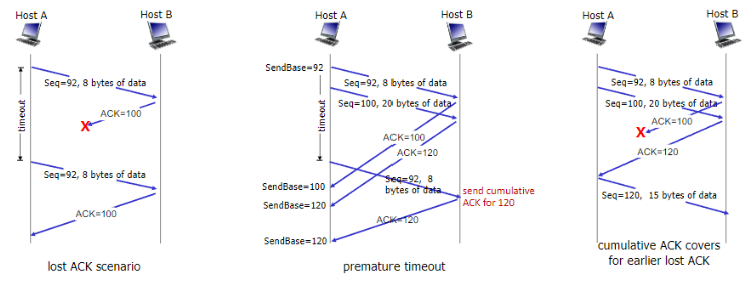 Host A
Host B
Seq=92, 8 bytes of data
ACK=100
X
timeout
Seq=92, 8 bytes of data
ACK=100
lost ACK scenario
Host A
Host B
SendBase=92
Seq=92, 8 bytes of data
Seq=100, 20 bytes of data
timeout
ACK=100
ACK=120
SendBase=100
SendBase=120
Seq=92, 8
bytes of data
send cumulative
ACK for 120
ACK=120
SendBase=120
premature timeout
Host A
Host B
Seq=92, 8 bytes of data
Seq=100, 20 bytes of data
ACK=100
X
ACK=120
Seq=120, 15 bytes of data
cumulative ACK covers
for earlier lost ACK